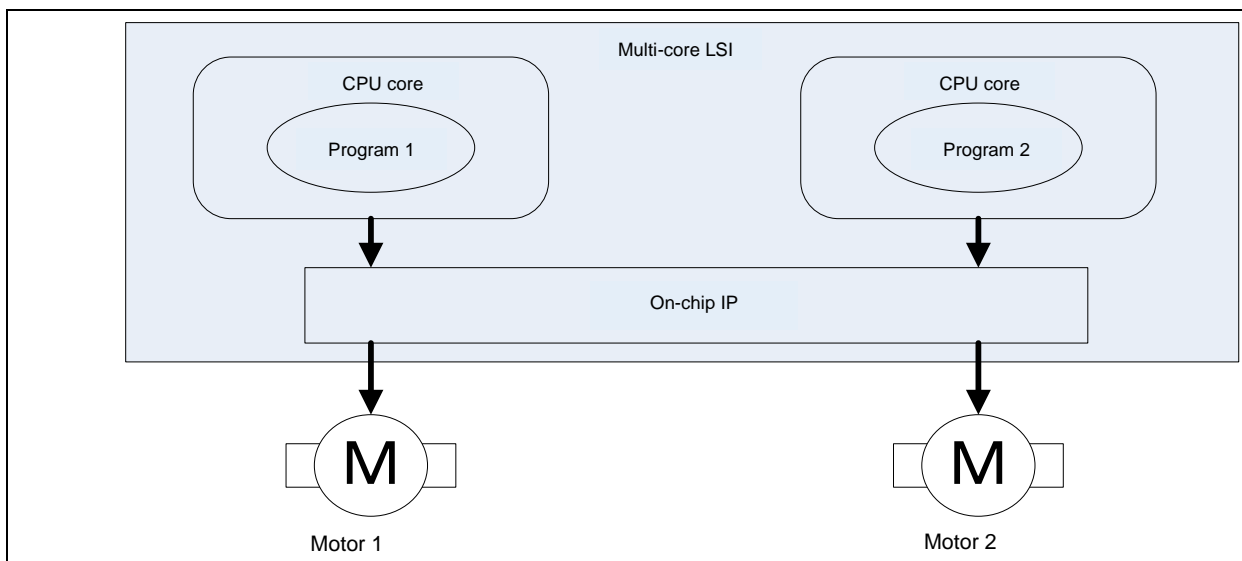 Multi-core LSI
CPU core
CPU core
Program 1
Program 2
On-chip IP
M
M
Motor 1
Motor 2